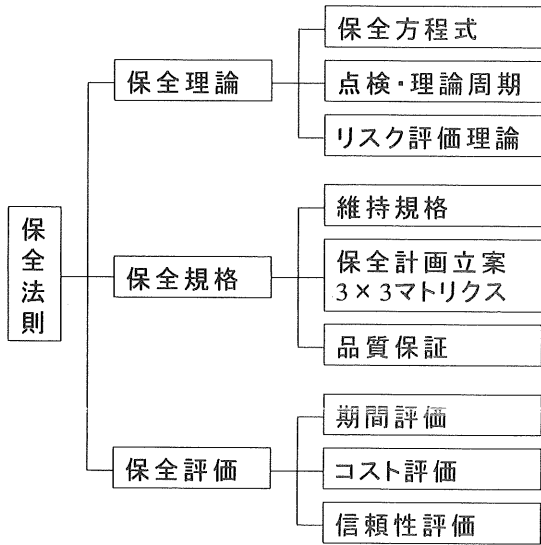 保全法則
保全理論
保全方程式
点検・理論周期
リスク評価理論
保全規格
維持規格
保全計画立案
3×3マトリクス
品質保証
保全評価
期間評価
コスト評価
信頼性評価